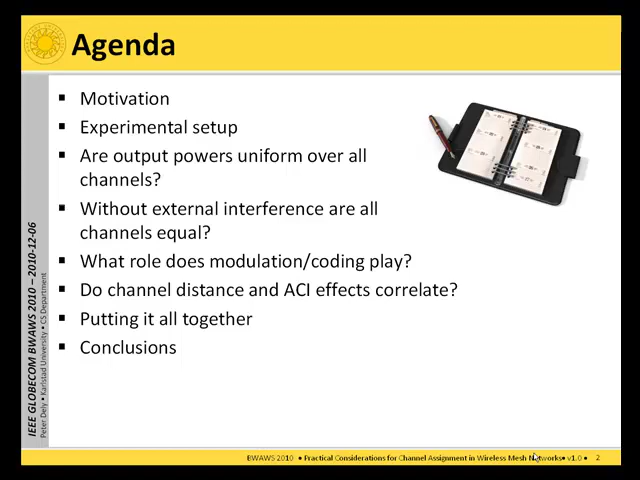 Agenda
Motivation
Experimental setup
Are output powers uniform over all
channels?
Without external interference are all
channels equal?
What role does modulation/coding play?
Do channel distance and ACI effects correlate?
Putting it all together
Conclusions
IEEE GLOBECOM BWAWS 2010 – 2010-12-06
Peter Dely • Karlstad University • CS Department
BWAWS 2010 • Practical Considerations for Channel Assignment in Wireless Mesh Networks • v1.0 • 2